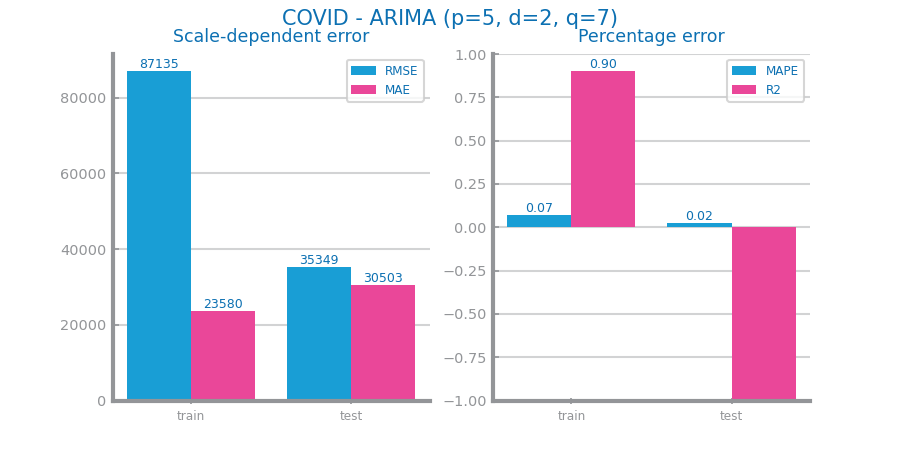 COVID - ARIMA (p=5, d=2, q=7)
Scale-dependent error
87135
RMSE
MAE
80000
60000
40000
35349
30503
23580
20000
0
train
test
Percentage error
1.00
0.90
MAPE
R2
0.75
0.50
0.25
0.07
0.02
0.00
−0.25
−0.50
−0.75
−1.00
train
test